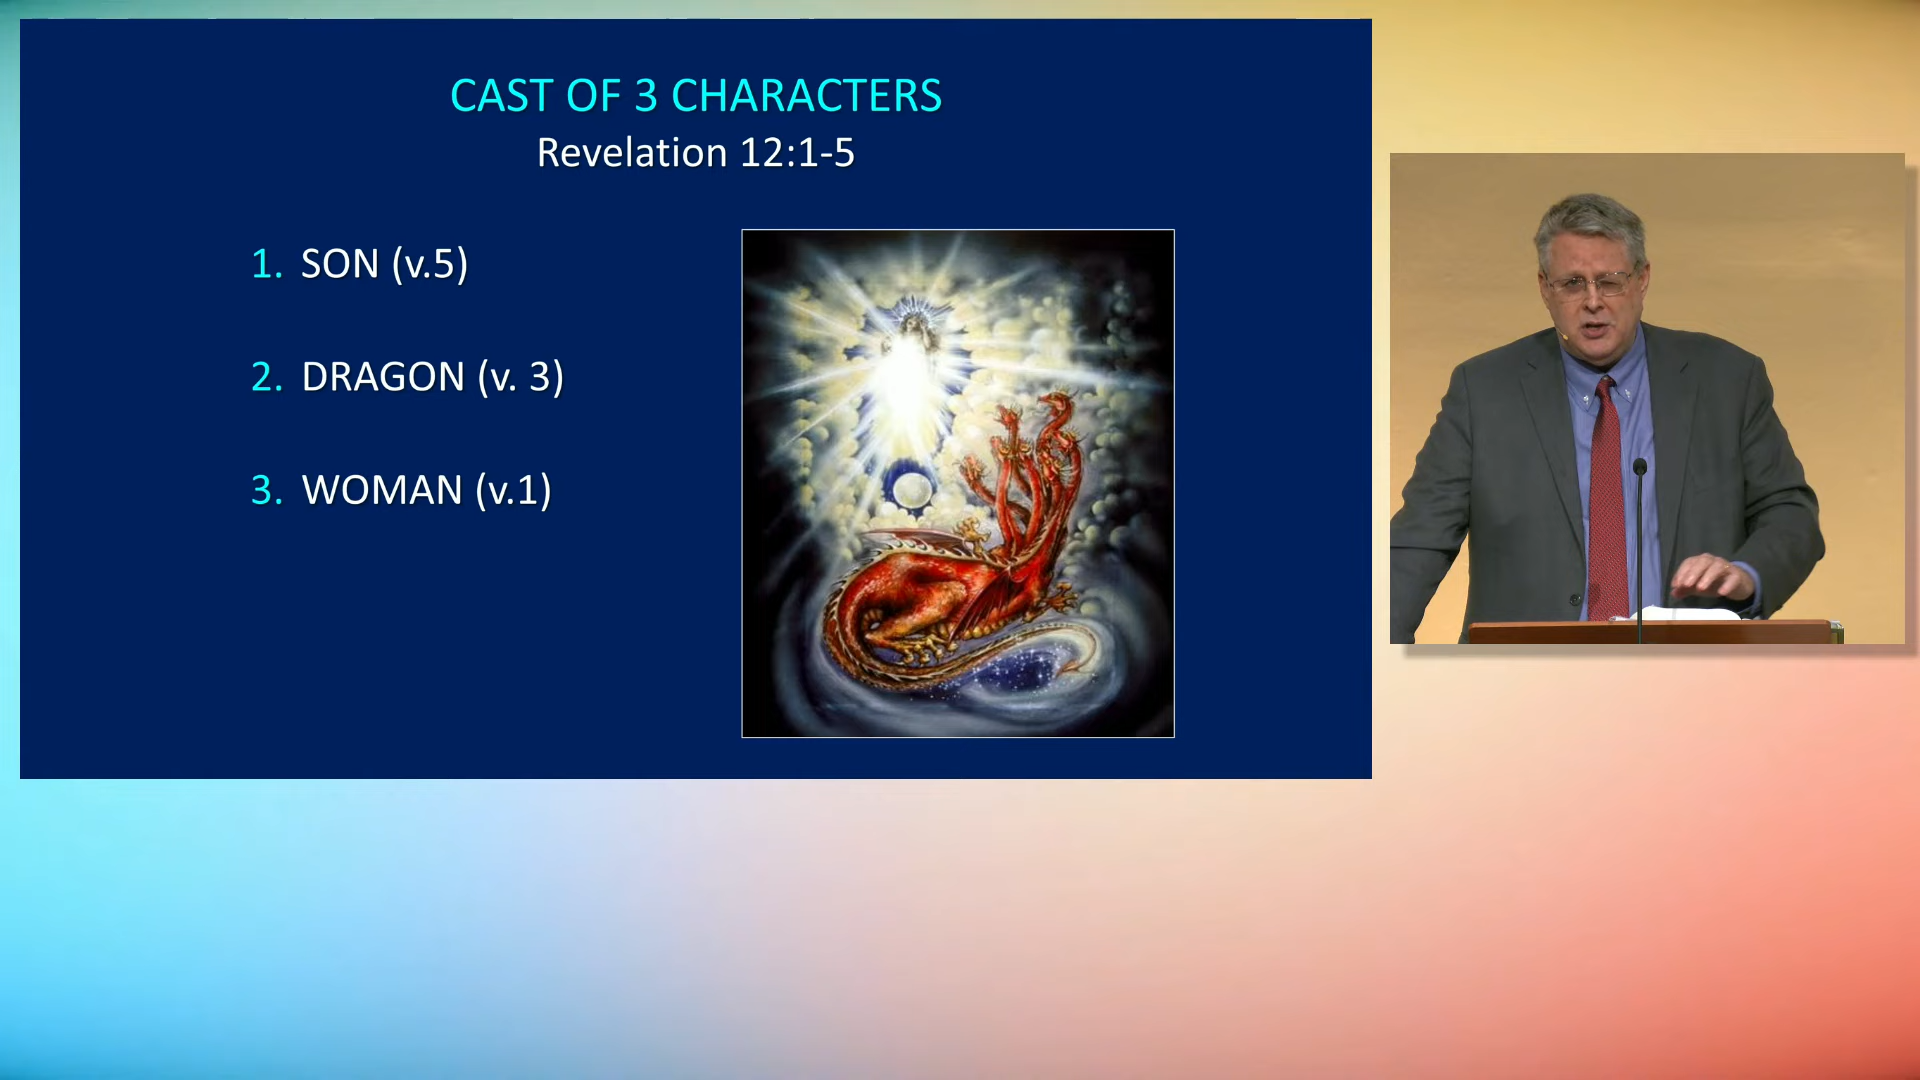 CAST OF 3 CHARACTERS
Revelation 12:1-5
1. SON (v.5)
2. DRAGON (v. 3)
3. WOMAN (v.1)